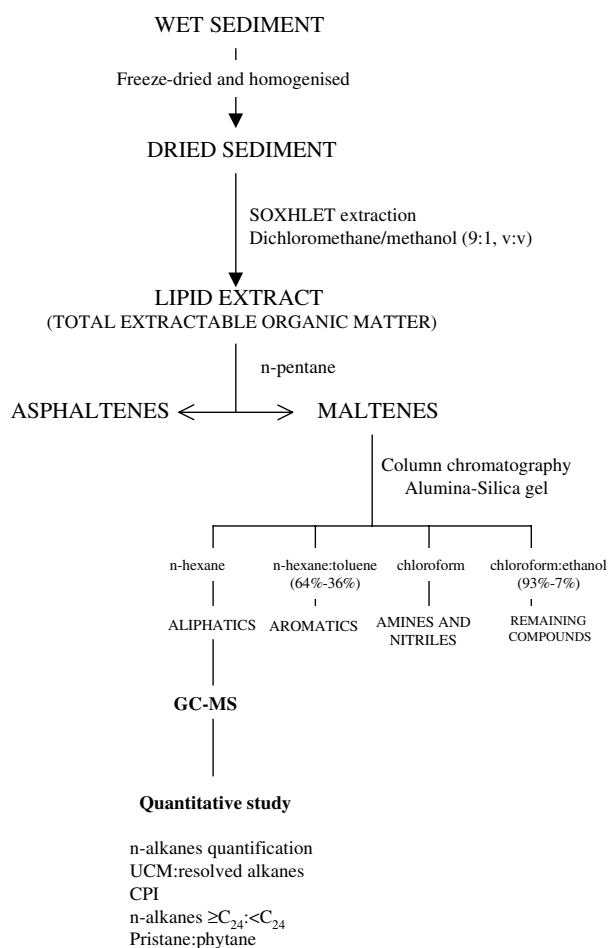 WET SEDIMENT
Freeze-dried and homogenised
DRIED SEDIMENT
SOXHLET extraction
Dichloromethane/methanol (9:1, v:v)
LIPID EXTRACT
(TOTAL EXTRACTABLE ORGANIC MATTER)
n-pentane
ASPHALTENES MALTENES
Column chromatography
Alumina-Silica gel
n-hexane n-hexane:toluene chloroform chloroform:ethanol
(64%-36%) (93%-7%)
ALIPHATICS AROMATICS AMINES AND REMAINING
NITRILES COMPOUNDS
GC-MS
Quantitative study
n-alkanes quantification
UCM:resolved alkanes
CPI
n-alkanes ≥C₂₄:<C₂₄
Pristane:phytane